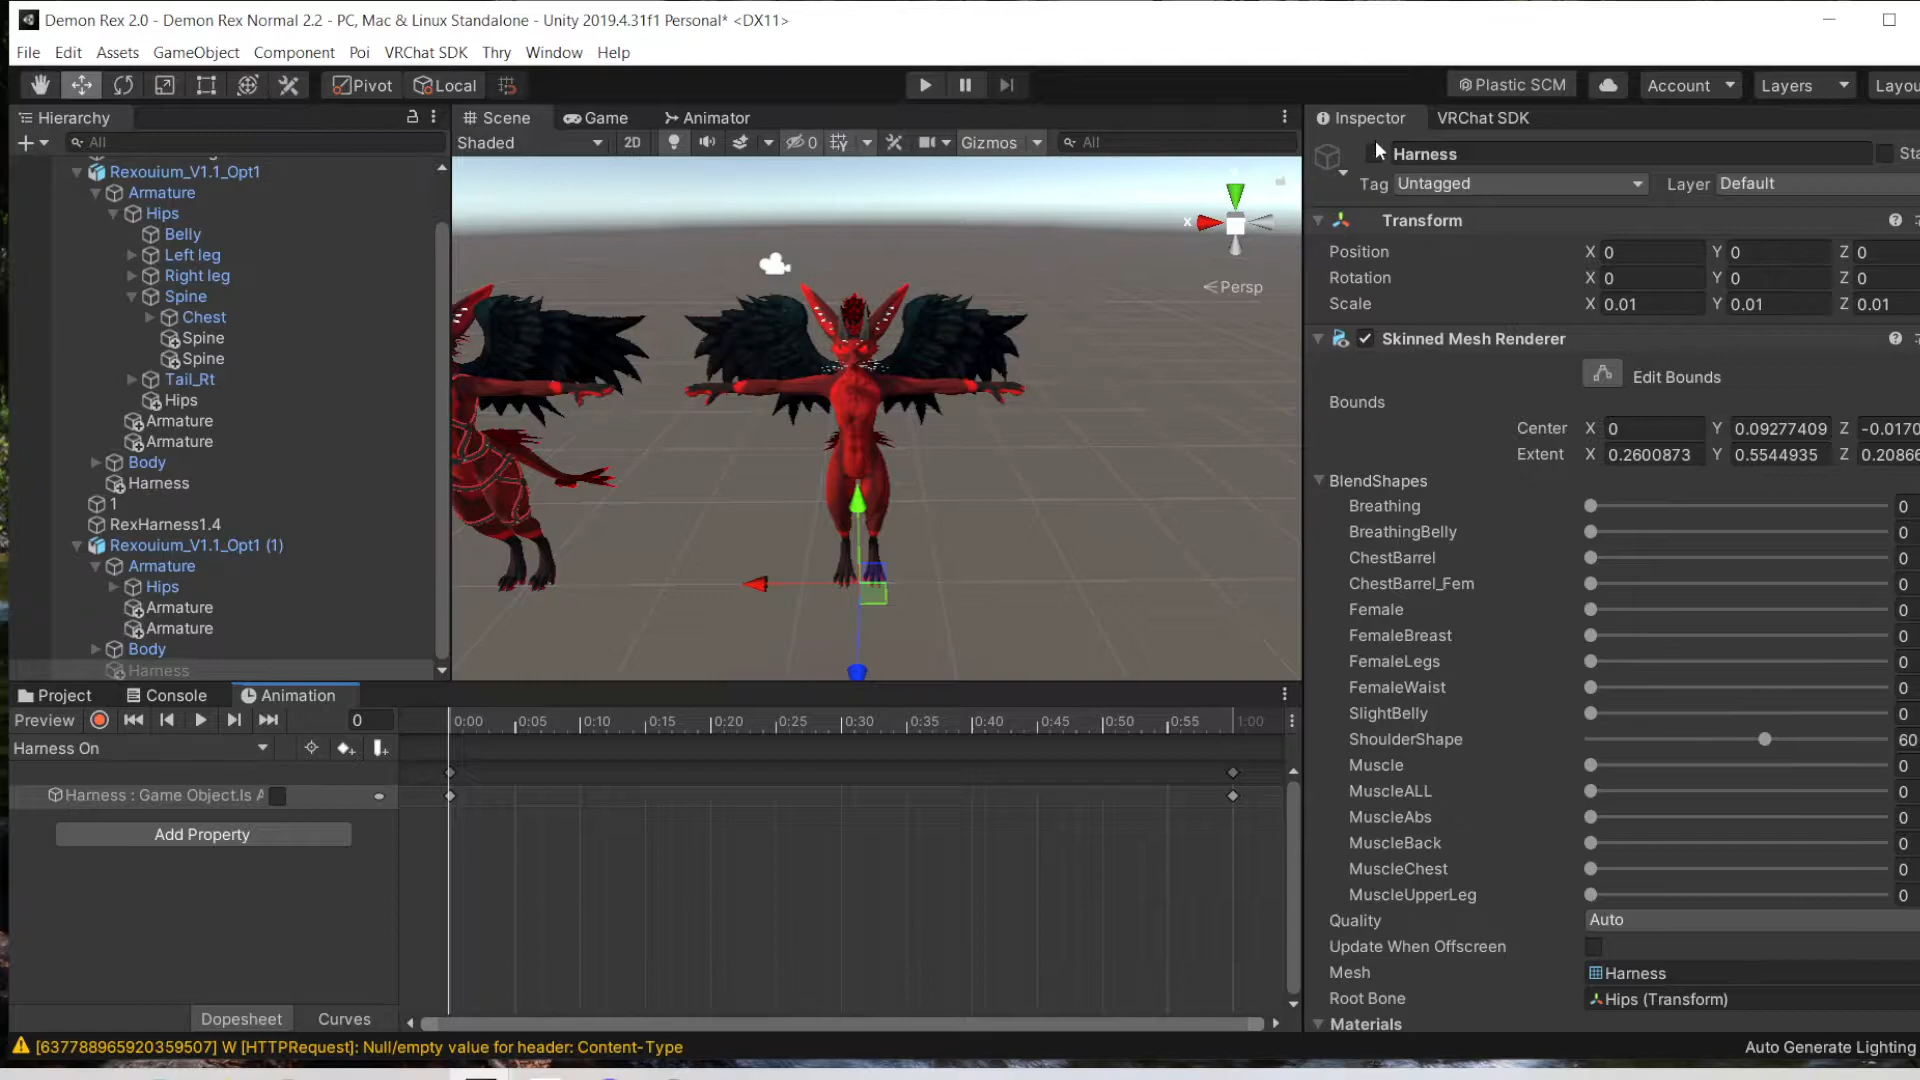 Demon Rex 2.0 - Demon Rex Normal 2.2 - PC, Mac & Linux Standalone - Unity 2019.4.31f1 Personal* <DX11>
File Edit Assets GameObject Component Poi VRChat SDK Thry Window Help
Pivot Local Plastic SCM Account Layers Layou
Hierarchy
All
Rexouium_V1.1_Opt1
Armature
Hips
Belly
Left leg
Right leg
Spine
Chest
Spine
Spine
Tail_Rt
Hips
Armature
Armature
Body
Harness
1
RexHarness1.4
Rexouium_V1.1_Opt1 (1)
Armature
Hips
Armature
Armature
Body
Harness
Scene Game Animator
Shaded 2D 0 Gizmos All
x
Persp
Inspector VRChat SDK
Harness Sta
Tag Untagged Layer Default
Transform
Position X 0 Y 0 Z 0
Rotation X 0 Y 0 Z 0
Scale X 0.01 Y 0.01 Z 0.01
Skinned Mesh Renderer
Edit Bounds
Bounds
Center X 0 Y 0.09277409 Z -0.0170
Extent X 0.2600873 Y 0.5544935 Z 0.20866
BlendShapes
Breathing 0
BreathingBelly 0
ChestBarrel 0
ChestBarrel_Fem 0
Female 0
FemaleBreast 0
FemaleLegs 0
FemaleWaist 0
SlightBelly 0
ShoulderShape 60
Muscle 0
MuscleALL 0
MuscleAbs 0
MuscleBack 0
MuscleChest 0
MuscleUpperLeg 0
Quality Auto
Update When Offscreen
Mesh Harness
Root Bone Hips (Transform)
Materials
Project Console Animation
Preview 0 0:00 0:05 0:10 0:15 0:20 0:25 0:30 0:35 0:40 0:45 0:50 0:55 1:00
Harness On
Harness : Game Object.Is A
Add Property
Dopesheet Curves
[637788965920359507] W [HTTPRequest]: Null/empty value for header: Content-Type
Auto Generate Lighting